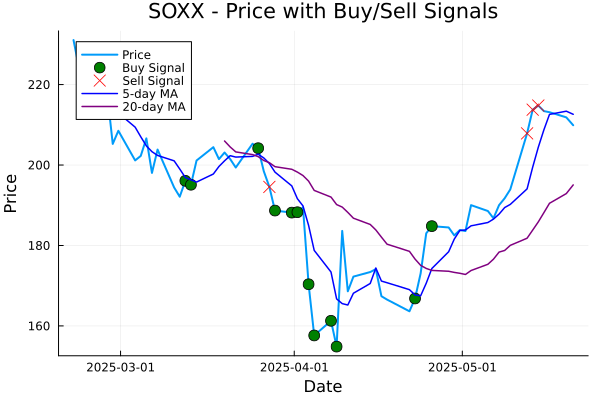 SOXX - Price with Buy/Sell Signals
Price
Buy Signal
Sell Signal
5-day MA
20-day MA
220
200
180
160
Price
2025-03-01
2025-04-01
2025-05-01
Date